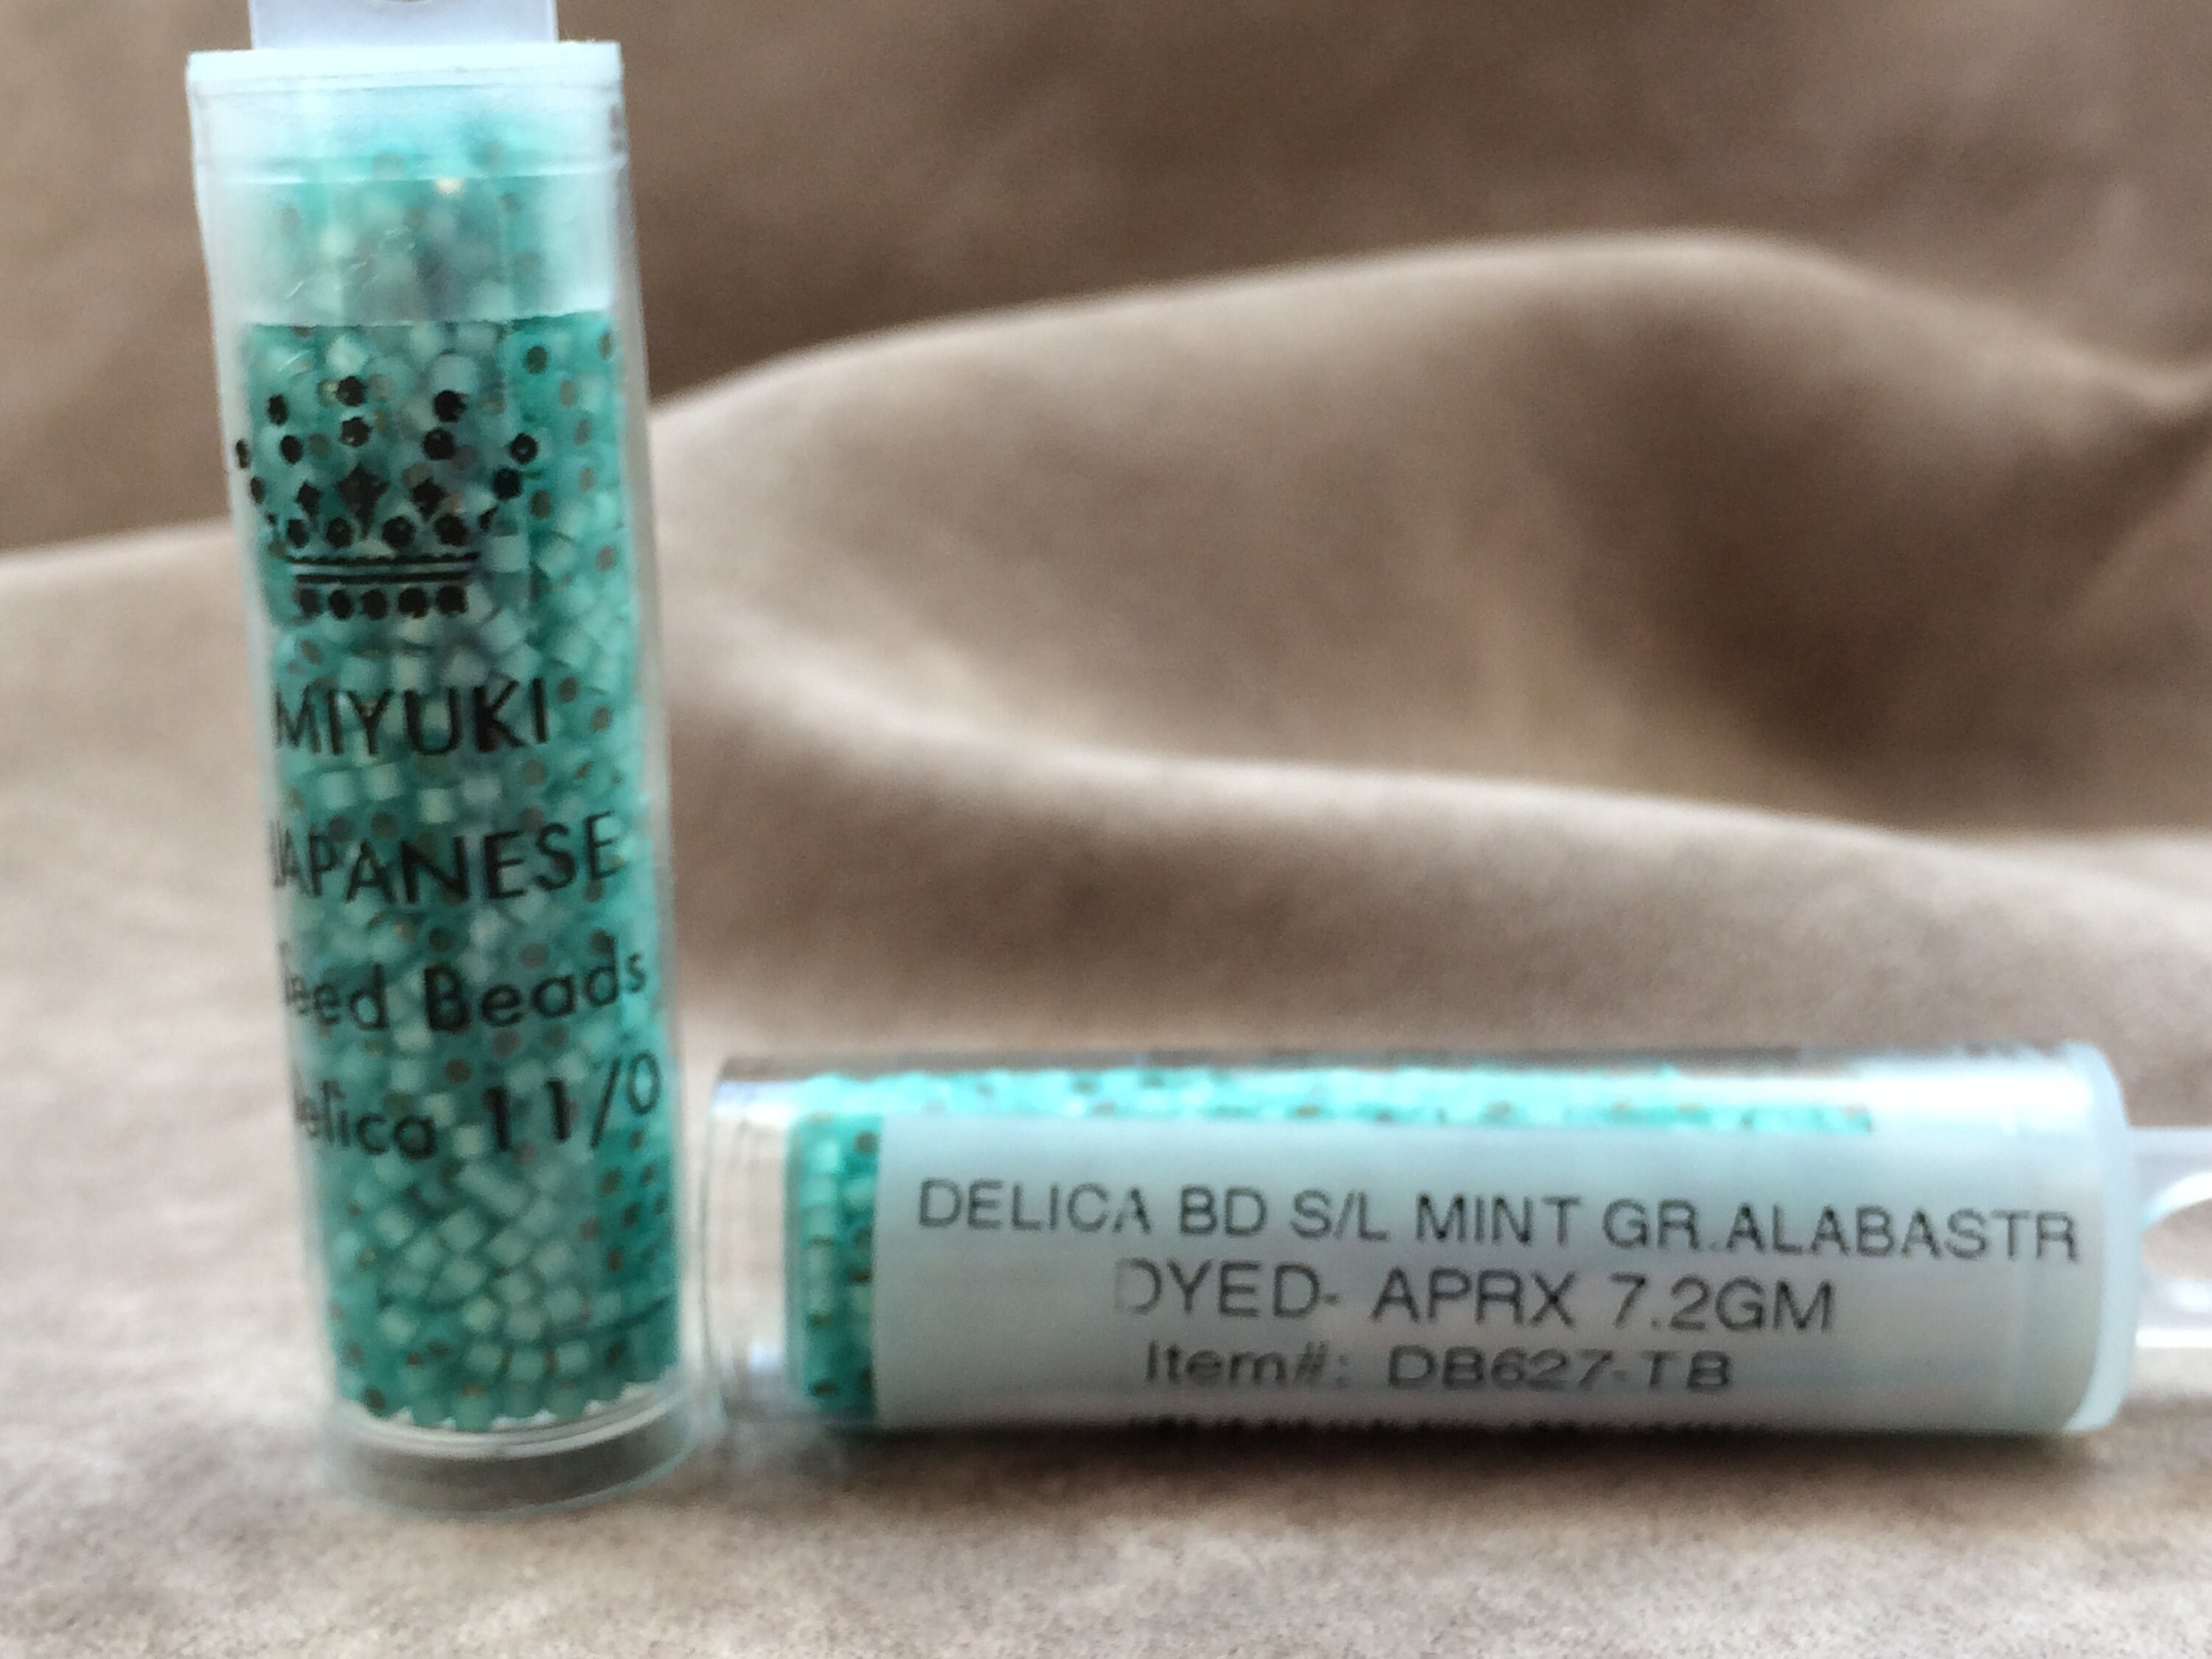 MIYUKI
JAPANESE
Seed Beads
Delica 11/0
DELICA BD S/L MINT GR.ALABASTR
DYED- APRX 7.2GM
Item#: DB627-TB